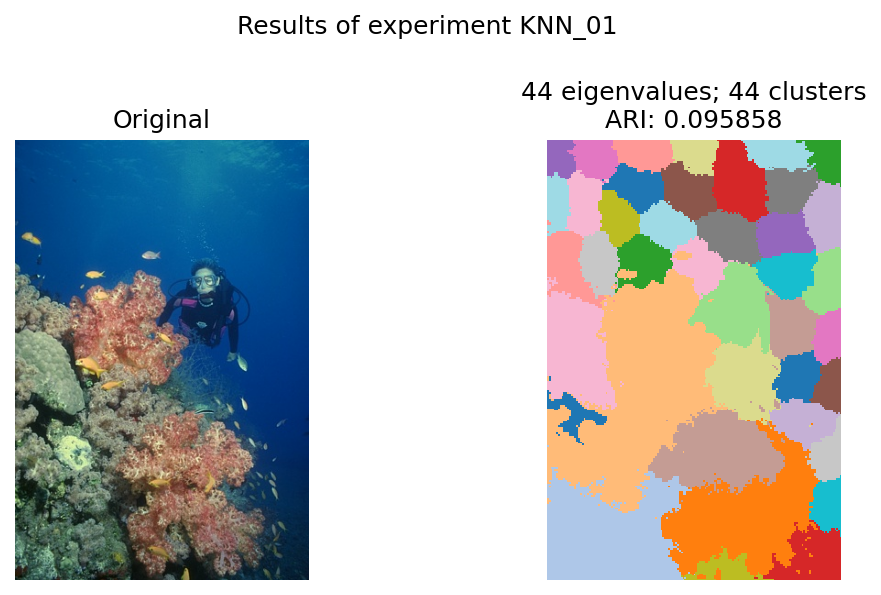 Results of experiment KNN_01
Original
44 eigenvalues; 44 clusters
ARI: 0.095858